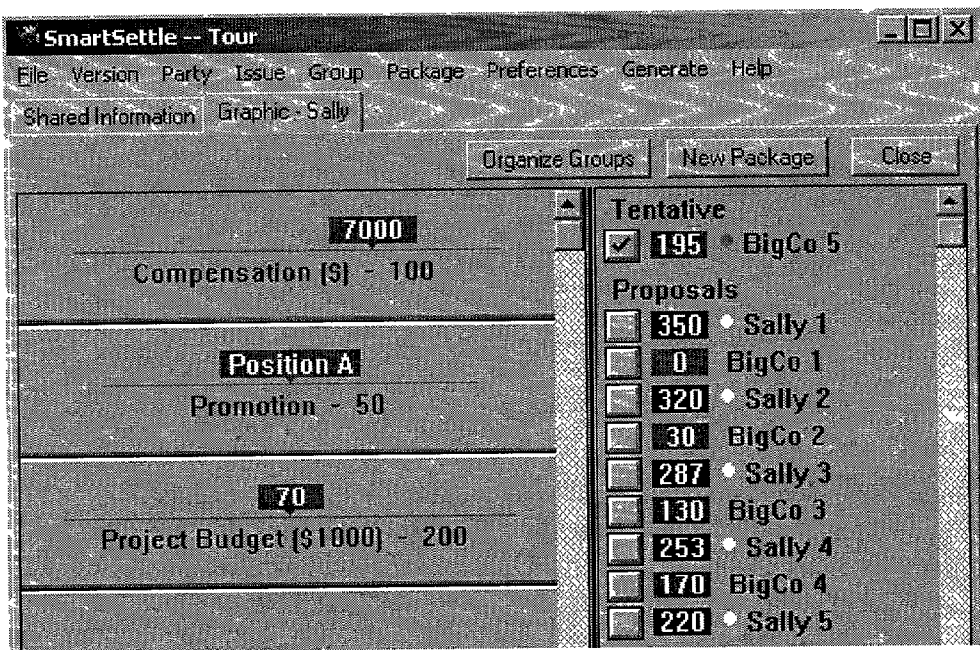 SmartSettle -- Tour
File Version Party Issue Group Package Preferences Generate Help
Shared Information Graphic - Sally
Organize Groups New Package Close
7000
Compensation ($) - 100
Position A
Promotion - 50
70
Project Budget ($1000) - 200
Tentative
195 BigCo 5
Proposals
350 Sally 1
0 BigCo 1
320 Sally 2
30 BigCo 2
287 Sally 3
130 BigCo 3
253 Sally 4
170 BigCo 4
220 Sally 5